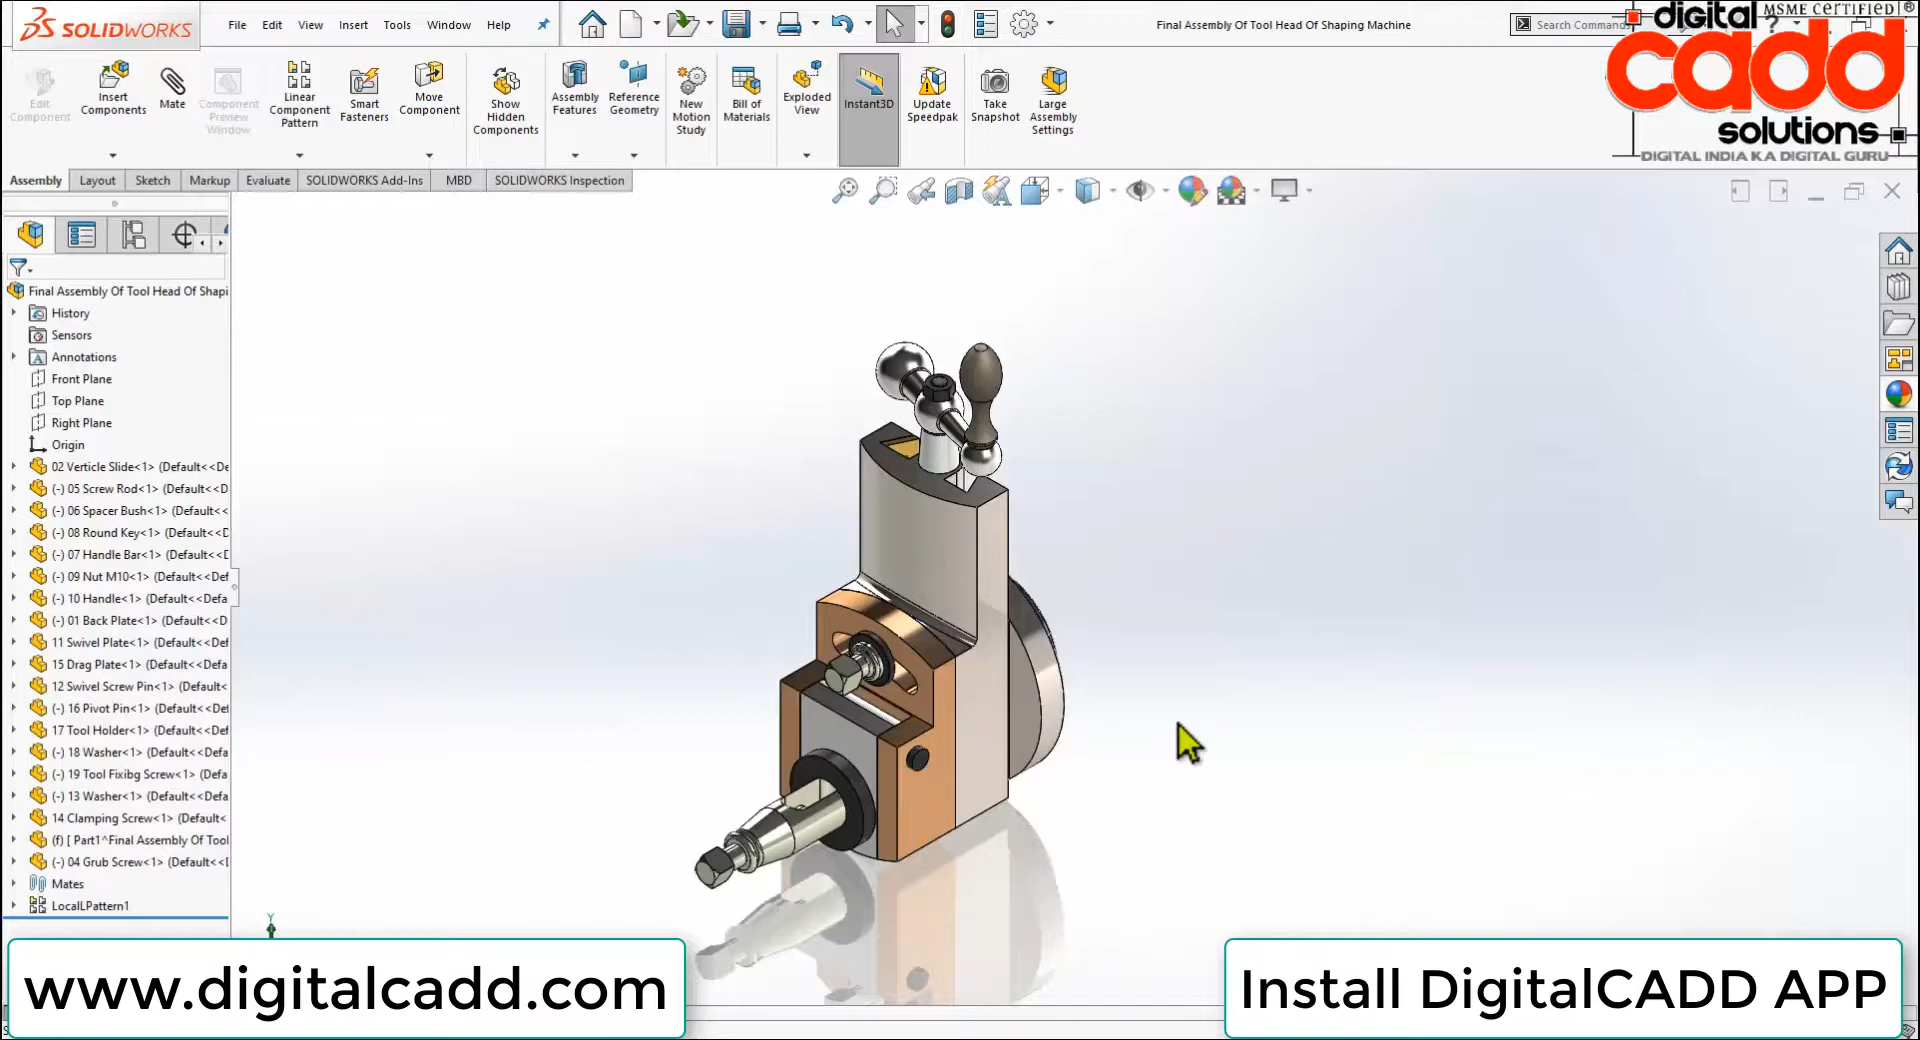 SOLIDWORKS
File Edit View Insert Tools Window Help
Final Assembly Of Tool Head Of Shaping Machine
Search Commands
digital
MSME CERTIFIED
cadd
solutions
DIGITAL INDIA KA DIGITAL GURU
Edit Component
Insert Components
Mate
Component Preview Window
Linear Component Pattern
Smart Fasteners
Move Component
Show Hidden Components
Assembly Features
Reference Geometry
New Motion Study
Bill of Materials
Exploded View
Instant3D
Update Speedpak
Take Snapshot
Large Assembly Settings
Assembly Layout Sketch Markup Evaluate SOLIDWORKS Add-Ins MBD SOLIDWORKS Inspection
Final Assembly Of Tool Head Of Shapi
History
Sensors
Annotations
Front Plane
Top Plane
Right Plane
Origin
02 Verticle Slide<1> (Default<<De
(-) 05 Screw Rod<1> (Default<<D
(-) 06 Spacer Bush<1> (Default<<
(-) 08 Round Key<1> (Default<<D
(-) 07 Handle Bar<1> (Default<<D
(-) 09 Nut M10<1> (Default<<Def
(-) 10 Handle<1> (Default<<Defa
(-) 01 Back Plate<1> (Default<<D
11 Swivel Plate<1> (Default<<Def
15 Drag Plate<1> (Default<<Defa
12 Swivel Screw Pin<1> (Default<
(-) 16 Pivot Pin<1> (Default<<Def
17 Tool Holder<1> (Default<<Def
(-) 18 Washer<1> (Default<<Defa
(-) 19 Tool Fixibg Screw<1> (Defa
(-) 13 Washer<1> (Default<<Defa
14 Clamping Screw<1> (Default<
(f) [ Part1^Final Assembly Of Tool
(-) 04 Grub Screw<1> (Default<<
Mates
LocalLPattern1
Y
www.digitalcadd.com
Install DigitalCADD APP